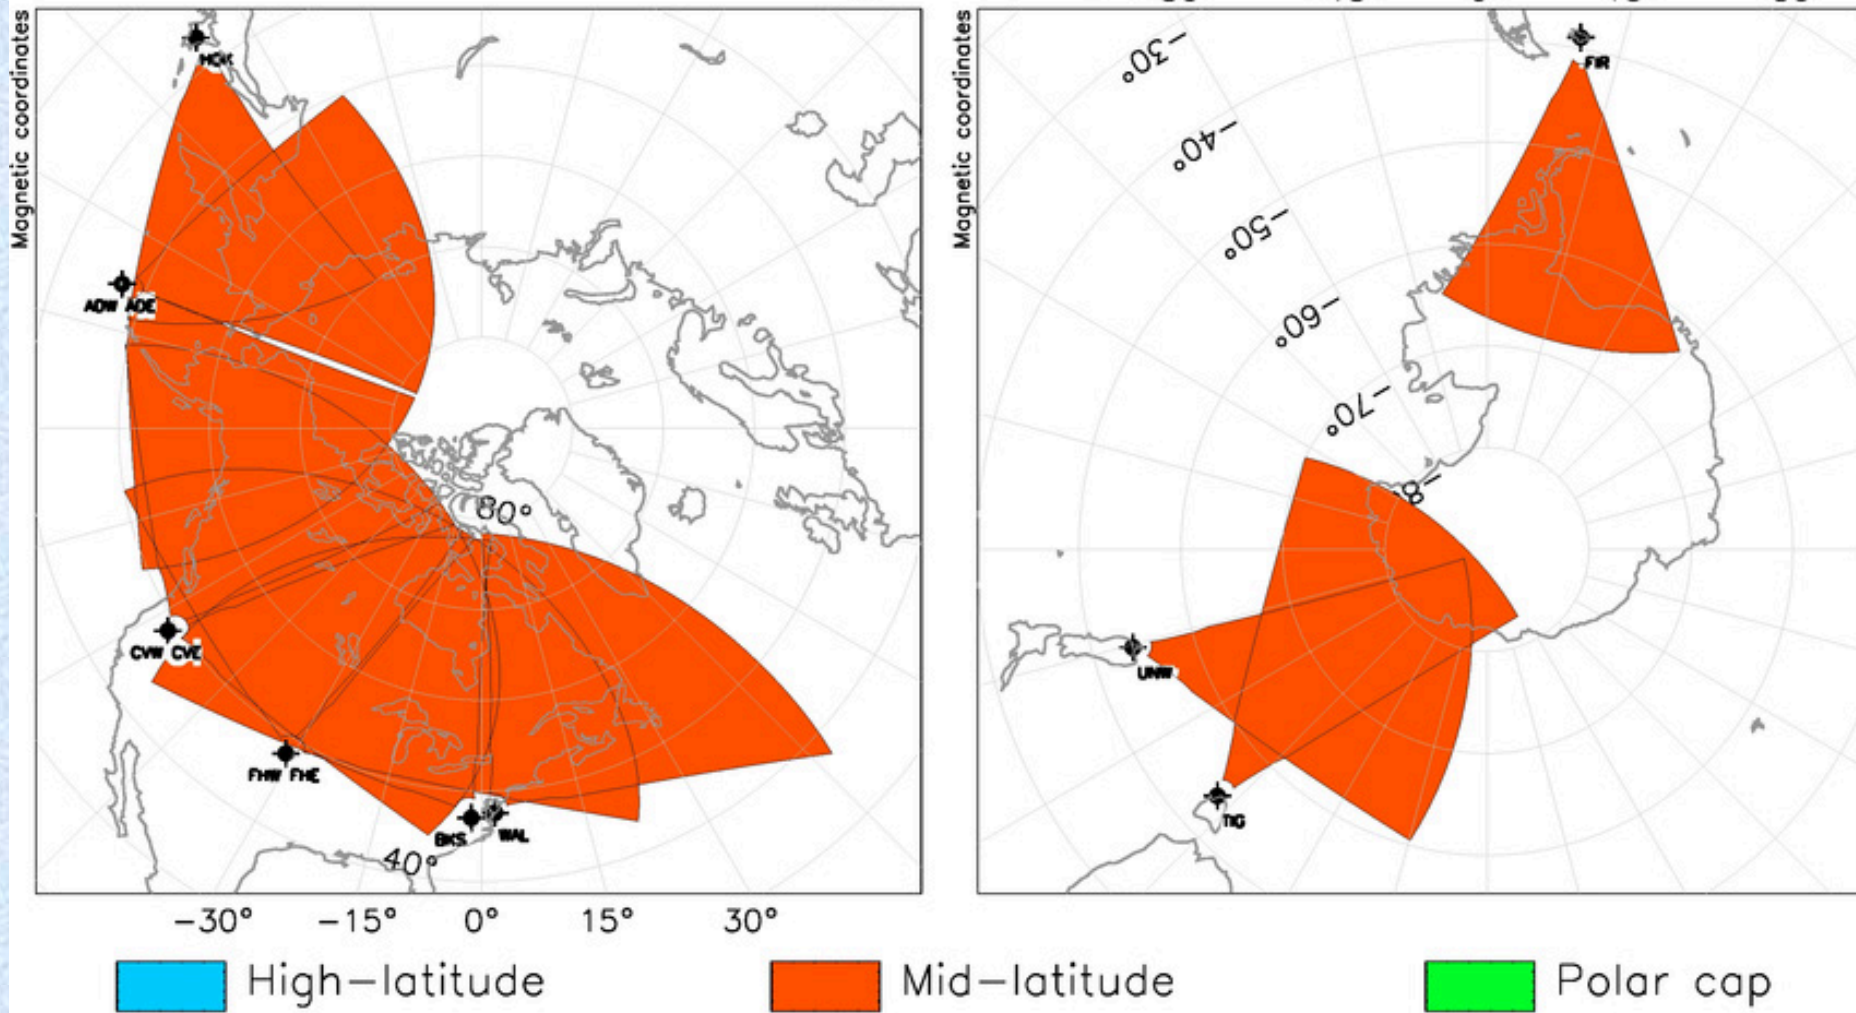 Magnetic coordinates
HOK
ADW ADE
CVW CVE
FHW FHE
BKS
WAL
80°
40°
-30°
-15°
0°
15°
30°
Magnetic coordinates
-30°
-40°
-50°
-60°
-70°
FIR
UNW
TIG
High-latitude
Mid-latitude
Polar cap